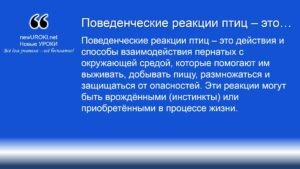 newUROKI.net
Новые УРОКИ
Всё для учителя - всё бесплатно!
Поведенческие реакции птиц – это…
Поведенческие реакции птиц – это действия и
способы взаимодействия пернатых с
окружающей средой, которые помогают им
выживать, добывать пищу, размножаться и
защищаться от опасностей. Эти реакции могут
быть врождёнными (инстинкты) или
приобретёнными в процессе жизни.